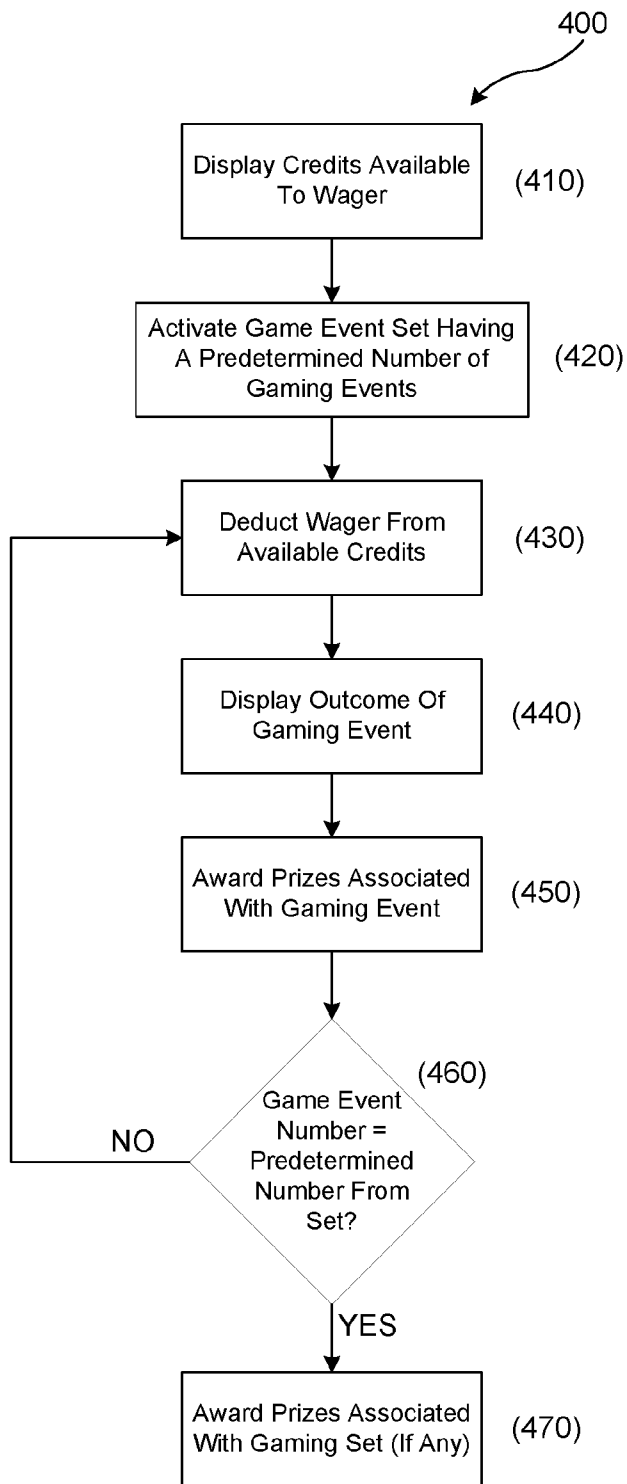 400
Display Credits Available
To Wager
(410)
Activate Game Event Set Having
A Predetermined Number of
Gaming Events
(420)
Deduct Wager From
Available Credits
(430)
Display Outcome Of
Gaming Event
(440)
Award Prizes Associated
With Gaming Event
(450)
(460)
Game Event
Number =
Predetermined
Number From
Set?
NO
YES
Award Prizes Associated
With Gaming Set (If Any)
(470)